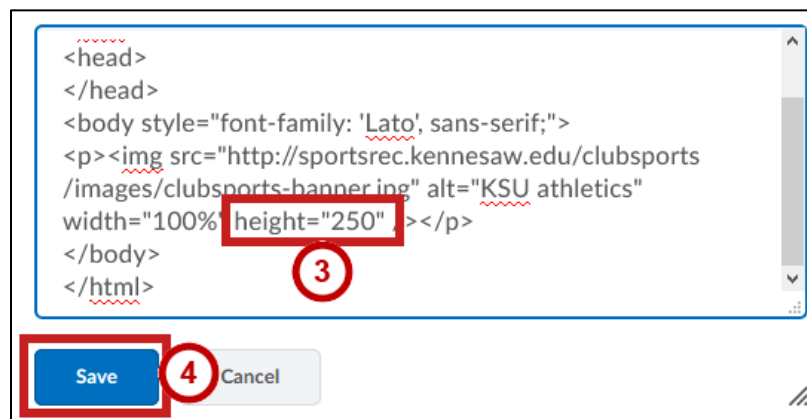 <head>
</head>
<body style="font-family: 'Lato', sans-serif;">
<p><img src="http://sportsrec.kennesaw.edu/clubsports
/images/clubsports-banner.jpg" alt="KSU athletics"
width="100%" height="250" /></p>
</body>
</html>
3
Save
4
Cancel